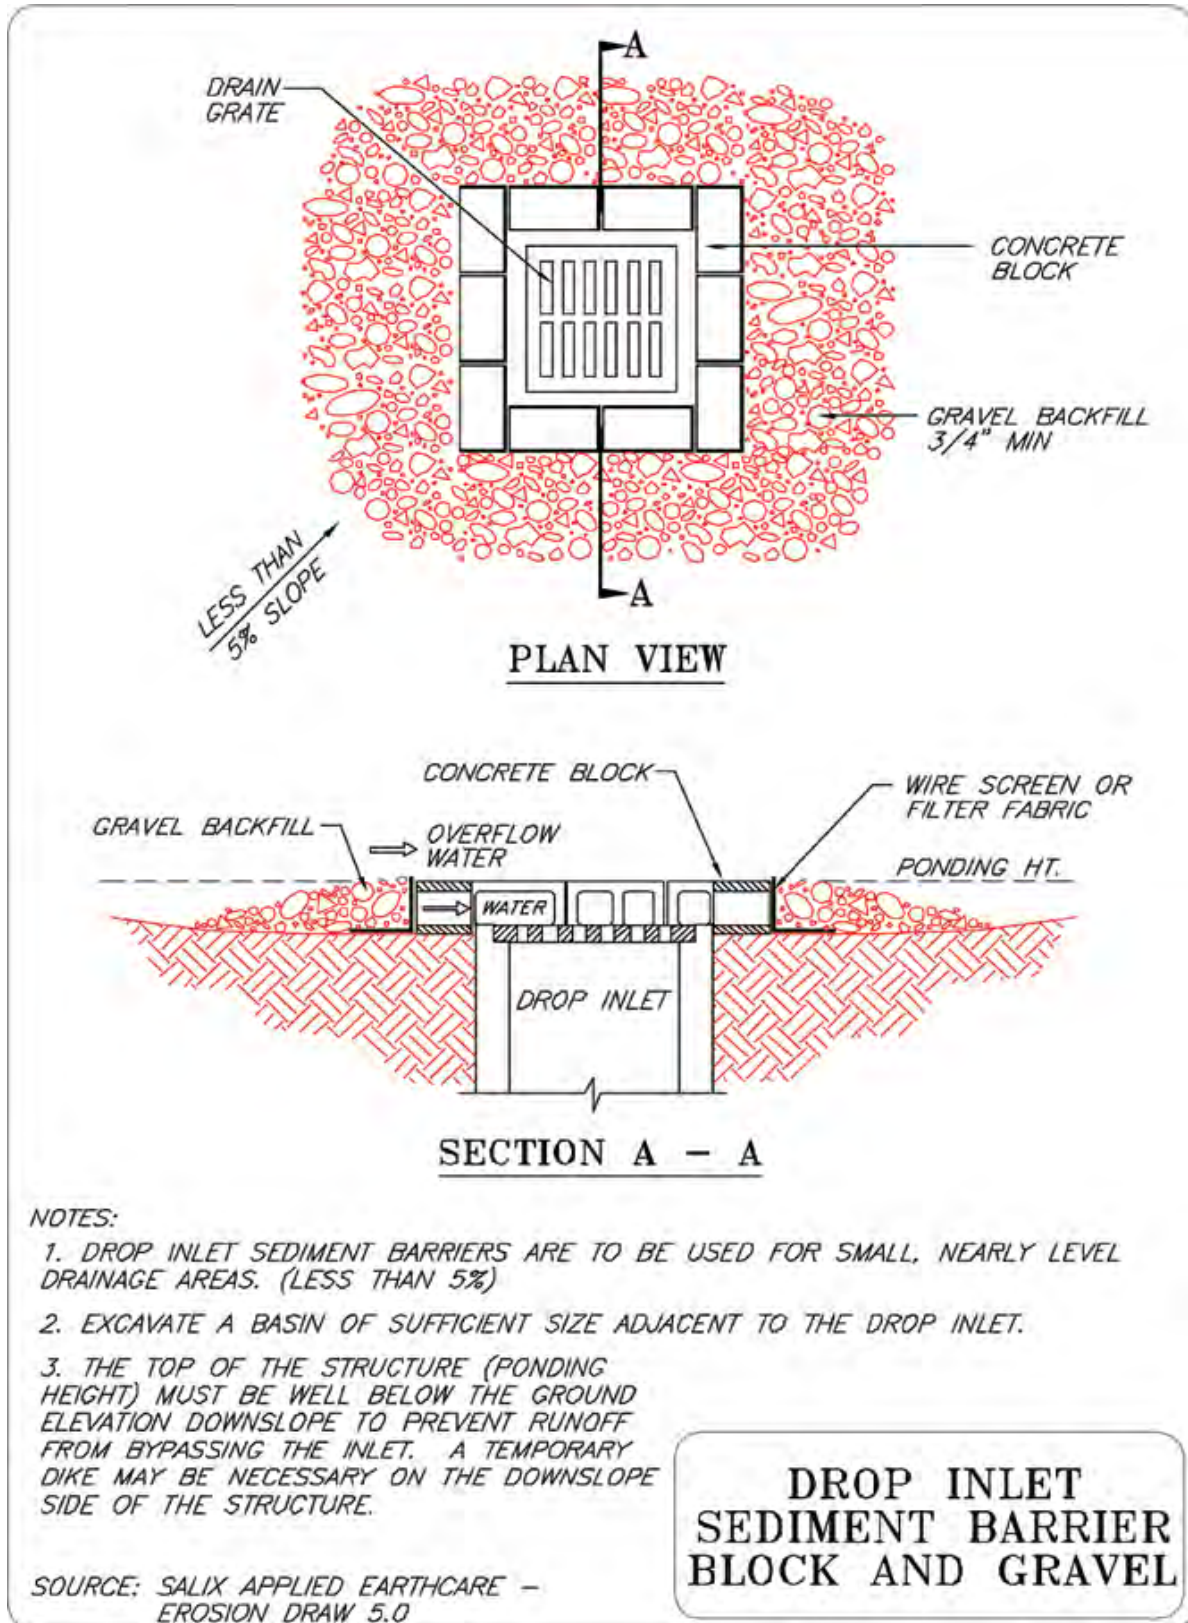 A
DRAIN
GRATE
CONCRETE
BLOCK
GRAVEL BACKFILL
3/4" MIN
LESS THAN
5% SLOPE
A
PLAN VIEW
CONCRETE BLOCK
WIRE SCREEN OR
FILTER FABRIC
GRAVEL BACKFILL
OVERFLOW
WATER
PONDING HT.
WATER
DROP INLET
SECTION A - A
NOTES:
1. DROP INLET SEDIMENT BARRIERS ARE TO BE USED FOR SMALL, NEARLY LEVEL
DRAINAGE AREAS. (LESS THAN 5%)
2. EXCAVATE A BASIN OF SUFFICIENT SIZE ADJACENT TO THE DROP INLET.
3. THE TOP OF THE STRUCTURE (PONDING
HEIGHT) MUST BE WELL BELOW THE GROUND
ELEVATION DOWNSLOPE TO PREVENT RUNOFF
FROM BYPASSING THE INLET. A TEMPORARY
DIKE MAY BE NECESSARY ON THE DOWNSLOPE
SIDE OF THE STRUCTURE.
DROP INLET
SEDIMENT BARRIER
BLOCK AND GRAVEL
SOURCE: SALIX APPLIED EARTHCARE -
EROSION DRAW 5.0